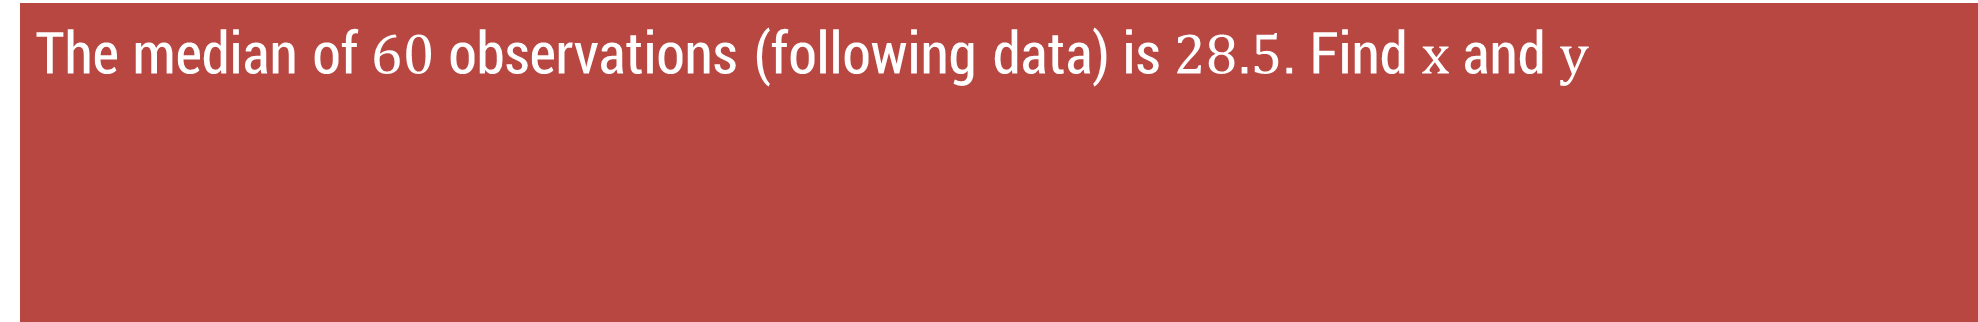 The median of 60 observations (following data) is 28.5. Find x and y